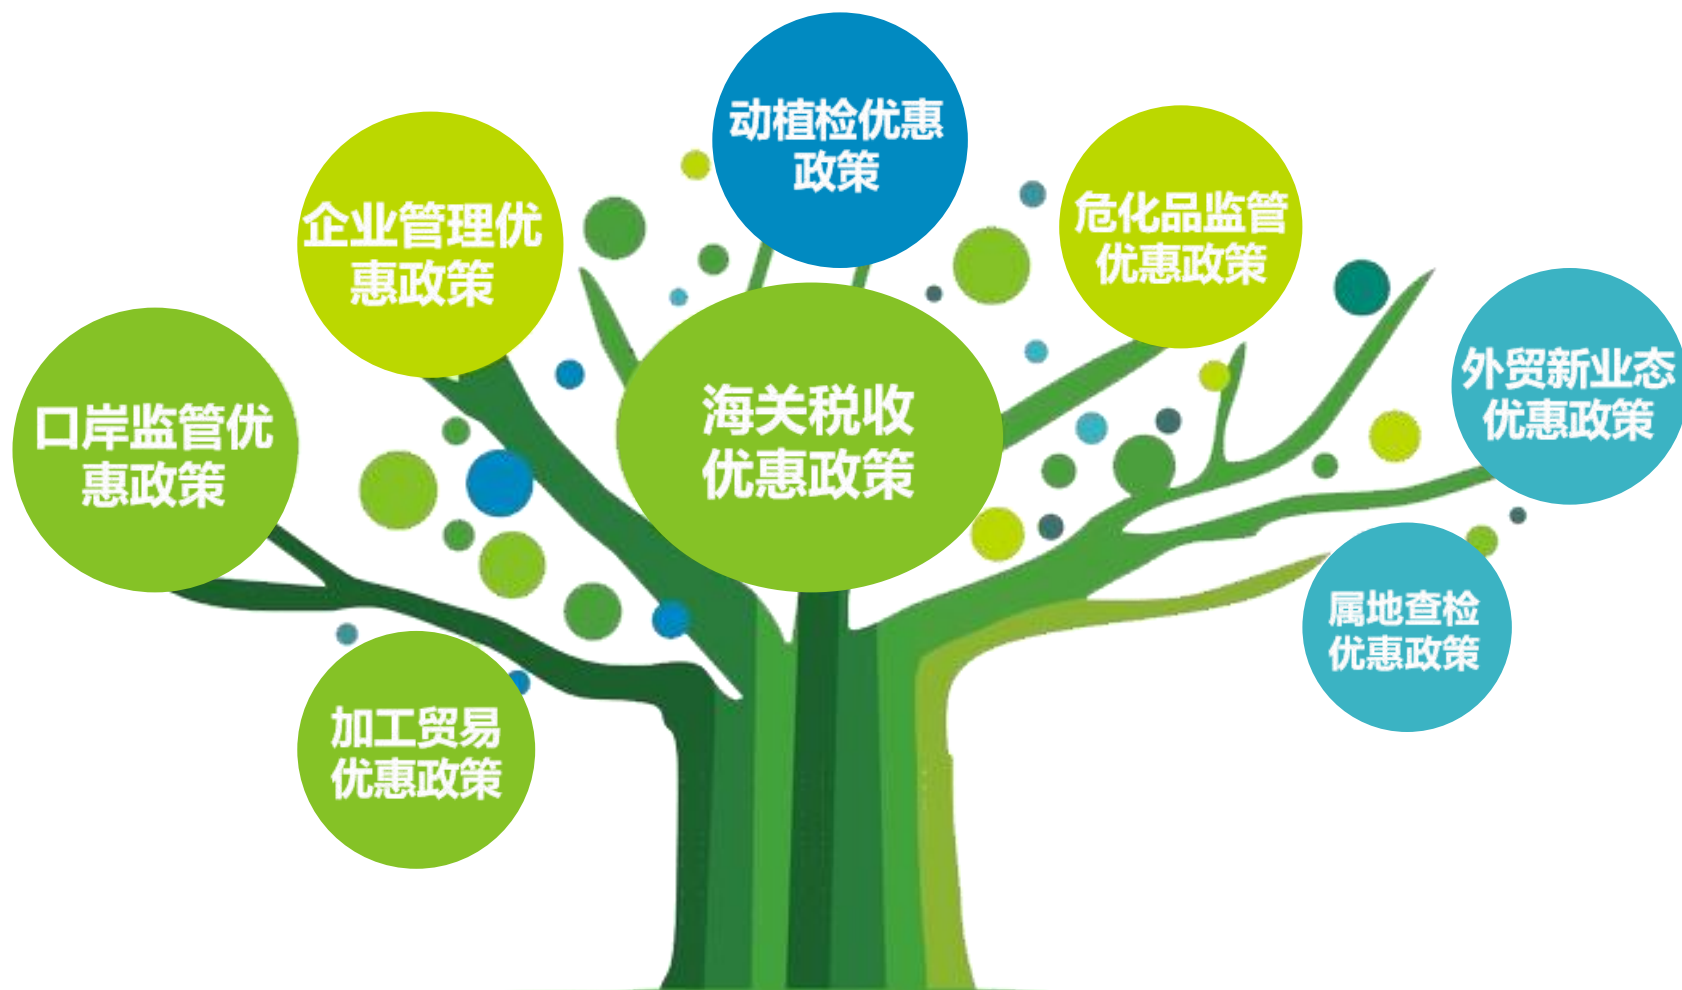 动植检优惠
政策
企业管理优
惠政策
危化品监管
优惠政策
口岸监管优
惠政策
海关税收
优惠政策
外贸新业态
优惠政策
属地查检
优惠政策
加工贸易
优惠政策